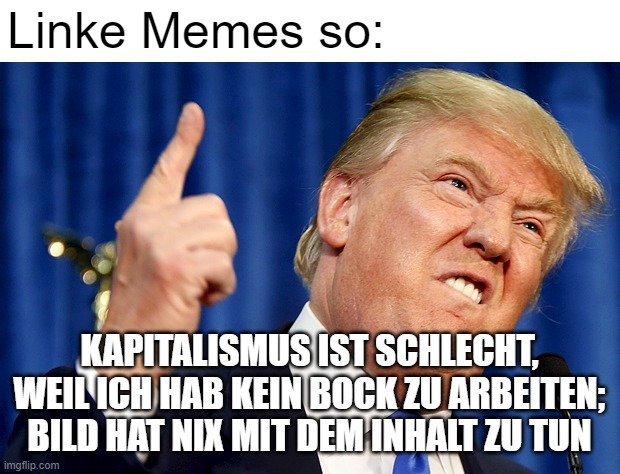 Linke Memes so:
KAPITALISMUS IST SCHLECHT,
WEIL ICH HAB KEIN BOCK ZU ARBEITEN;
BILD HAT NIX MIT DEM INHALT ZU TUN
imgflip.com